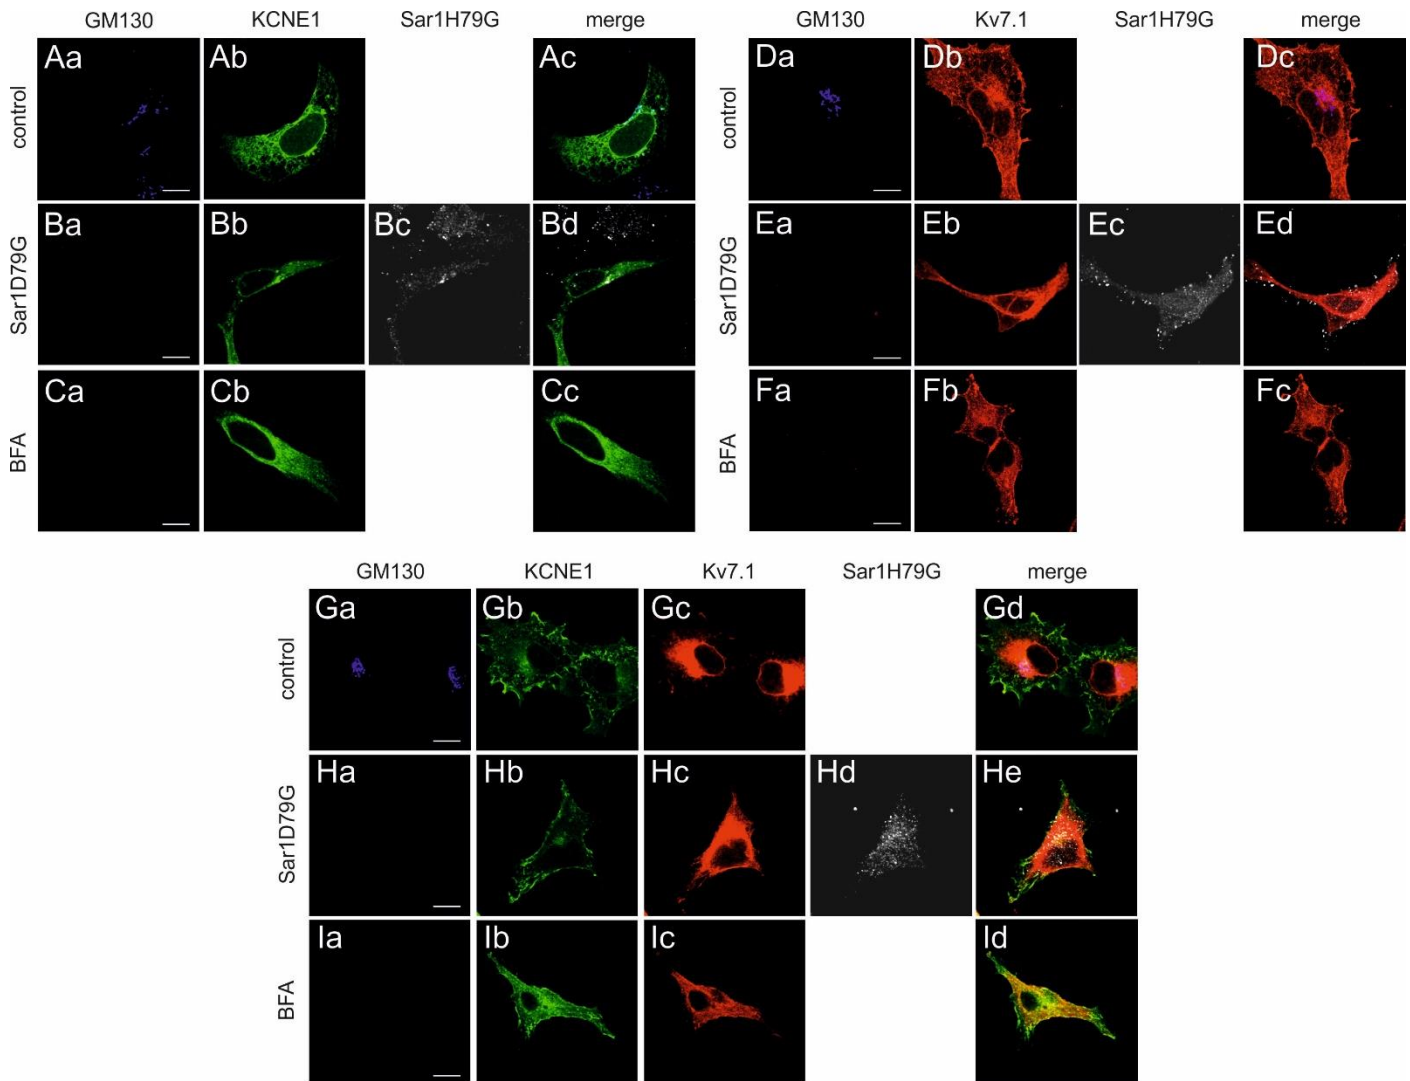 GM130 KCNE1 Sar1H79G merge GM130 Kv7.1 Sar1H79G merge
control Aa Ab Ac control Da Db Dc
Sar1D79G Ba Bb Bc Bd Sar1D79G Ea Eb Ec Ed
BFA Ca Cb Cc BFA Fa Fb Fc
GM130 KCNE1 Kv7.1 Sar1H79G merge
control Ga Gb Gc Gd
Sar1D79G Ha Hb Hc Hd He
BFA Ia Ib Ic Id